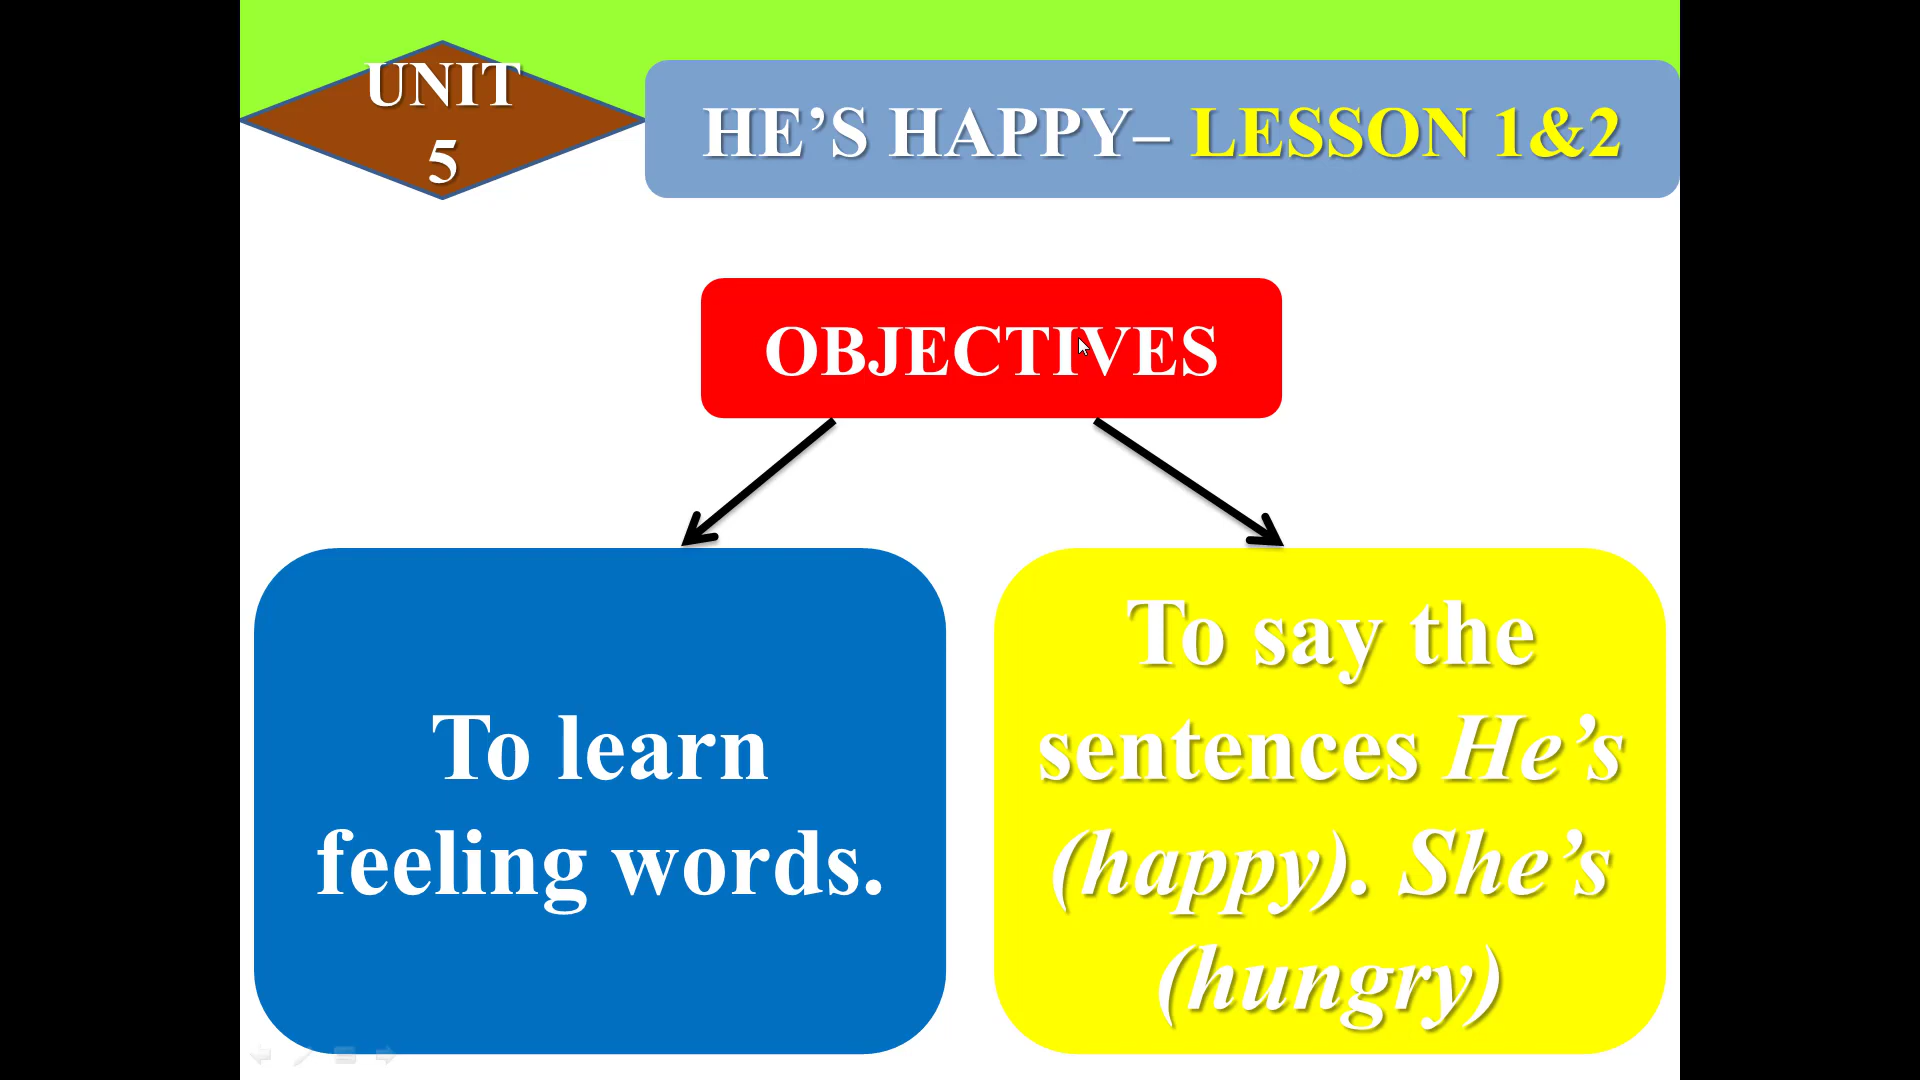 UNIT
5
HE’S HAPPY– LESSON 1&2
OBJECTIVES
To learn
feeling words.
To say the
sentences He’s
(happy). She’s
(hungry)